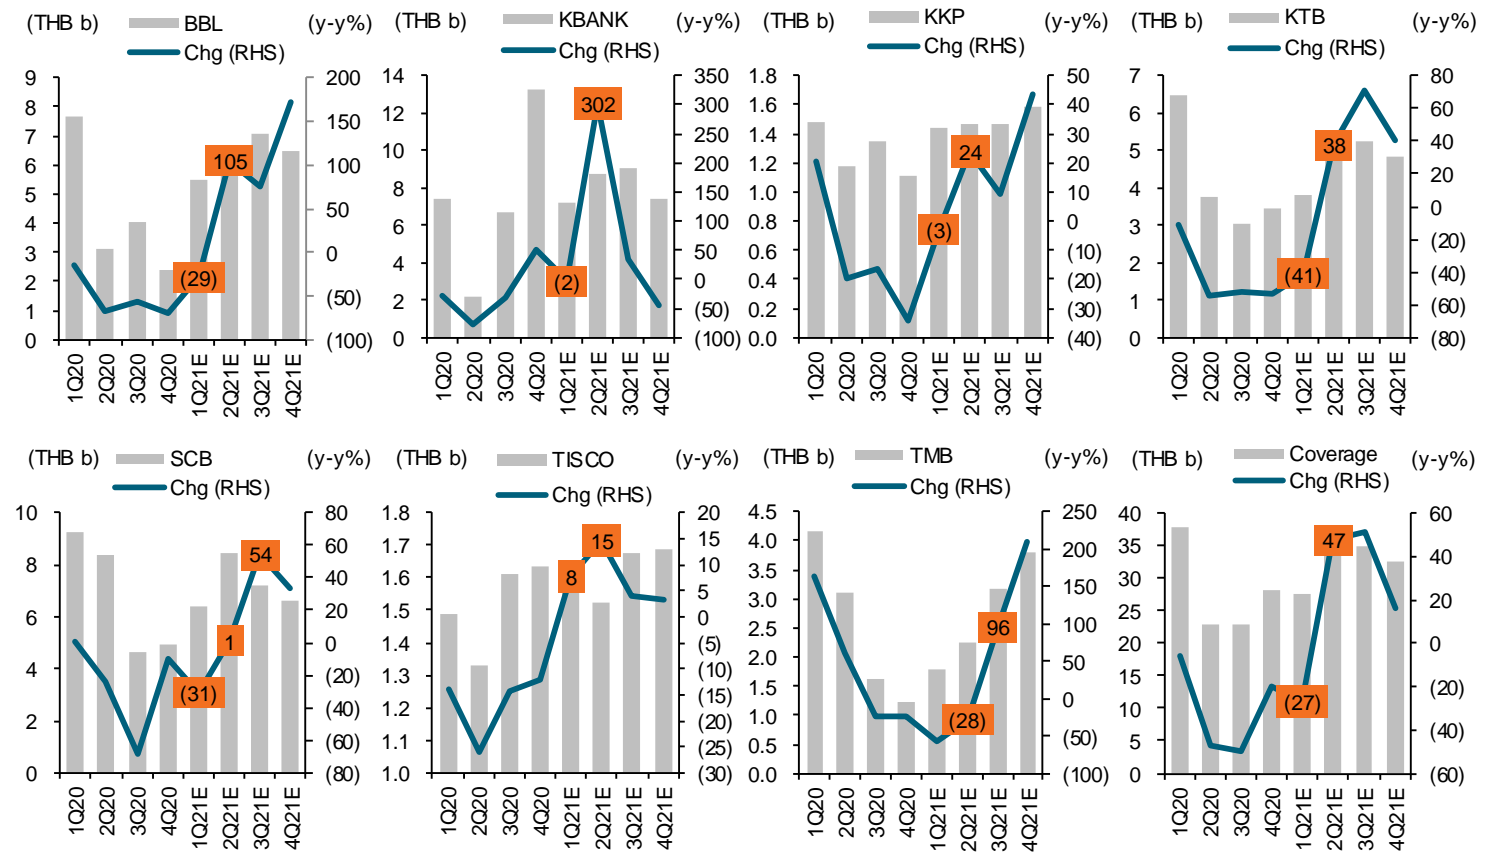 (THB b) BBL (y-y%)
Chg (RHS)
9 200
8 150
7
6 105 100
5 50
4
3 0
2 (29) (50)
1
0 (100)
1Q20 2Q20 3Q20 4Q20 1Q21E 2Q21E 3Q21E 4Q21E
(THB b) KBANK (y-y%)
Chg (RHS)
14 350
12 302 300
10 250
200
8 150
6 100
4 50
2 (2) 0
(50)
0 (100)
1Q20 2Q20 3Q20 4Q20 1Q21E 2Q21E 3Q21E 4Q21E
(THB b) KKP (y-y%)
Chg (RHS)
1.8 50
1.6 40
1.4 30
1.2 24 20
1.0 10
0.8 (3) 0
0.6 (10)
0.4 (20)
0.2 (30)
0.0 (40)
1Q20 2Q20 3Q20 4Q20 1Q21E 2Q21E 3Q21E 4Q21E
(THB b) KTB (y-y%)
Chg (RHS)
7 80
6 60
5 38 40
4 20
3 0
2 (41) (20)
1 (40)
(60)
0 (80)
1Q20 2Q20 3Q20 4Q20 1Q21E 2Q21E 3Q21E 4Q21E
(THB b) SCB (y-y%)
Chg (RHS)
10 80
8 54 60
40
6 20
4 1 0
(31) (20)
2 (40)
(60)
0 (80)
1Q20 2Q20 3Q20 4Q20 1Q21E 2Q21E 3Q21E 4Q21E
(THB b) TISCO (y-y%)
Chg (RHS)
1.8 20
1.7 15 15
1.6 8 10
5
1.5 0
1.4 (5)
1.3 (10)
(15)
1.2 (20)
1.1 (25)
1.0 (30)
1Q20 2Q20 3Q20 4Q20 1Q21E 2Q21E 3Q21E 4Q21E
(THB b) TMB (y-y%)
Chg (RHS)
4.5 250
4.0 200
3.5 150
3.0
2.5 96 100
2.0 50
1.5 0
1.0 (28) (50)
0.5
0.0 (100)
1Q20 2Q20 3Q20 4Q20 1Q21E 2Q21E 3Q21E 4Q21E
(THB b) Coverage (y-y%)
Chg (RHS)
40 60
35 47 40
30
25 20
20 0
15
10 (27) (20)
5 (40)
0 (60)
1Q20 2Q20 3Q20 4Q20 1Q21E 2Q21E 3Q21E 4Q21E